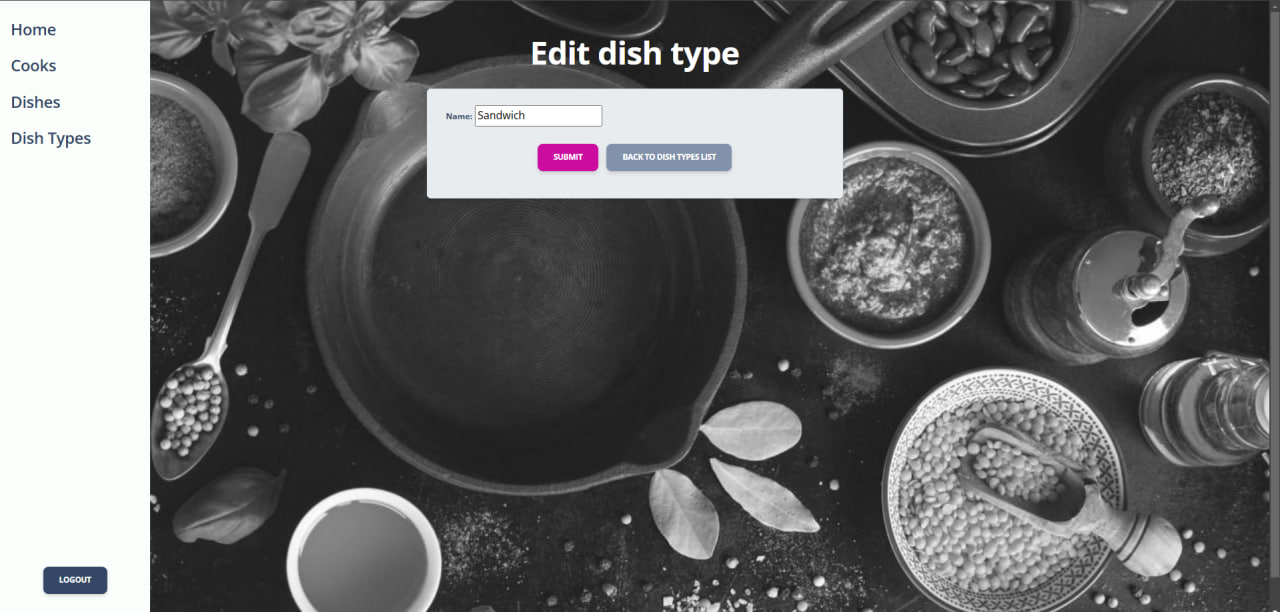 Home
Cooks
Dishes
Dish Types
Edit dish type
Name: Sandwich
SUBMIT BACK TO DISH TYPES LIST
LOGOUT